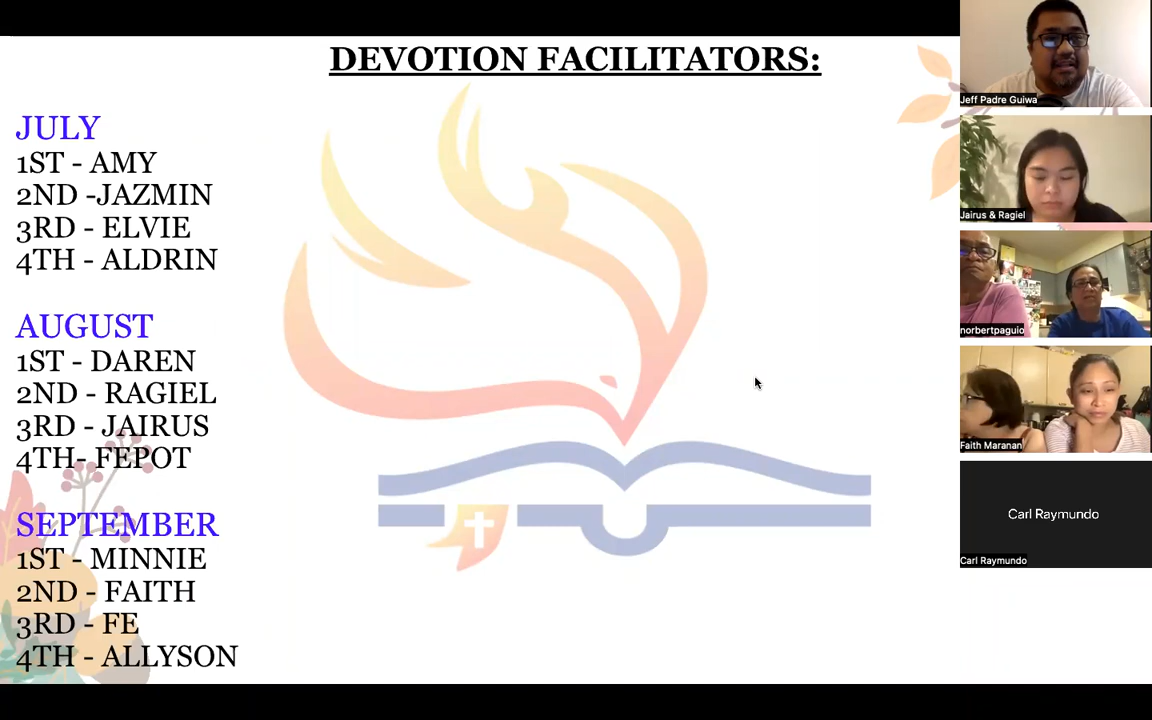 DEVOTION FACILITATORS:
JULY
1ST - AMY
2ND -JAZMIN
3RD - ELVIE
4TH - ALDRIN
AUGUST
1ST - DAREN
2ND - RAGIEL
3RD - JAIRUS
4TH- FEPOT
SEPTEMBER
1ST - MINNIE
2ND - FAITH
3RD - FE
4TH - ALLYSON
Jeff Padre Guiwa
Jairus & Ragiel
norbertpaguio
Faith Maranan
Carl Raymundo
Carl Raymundo